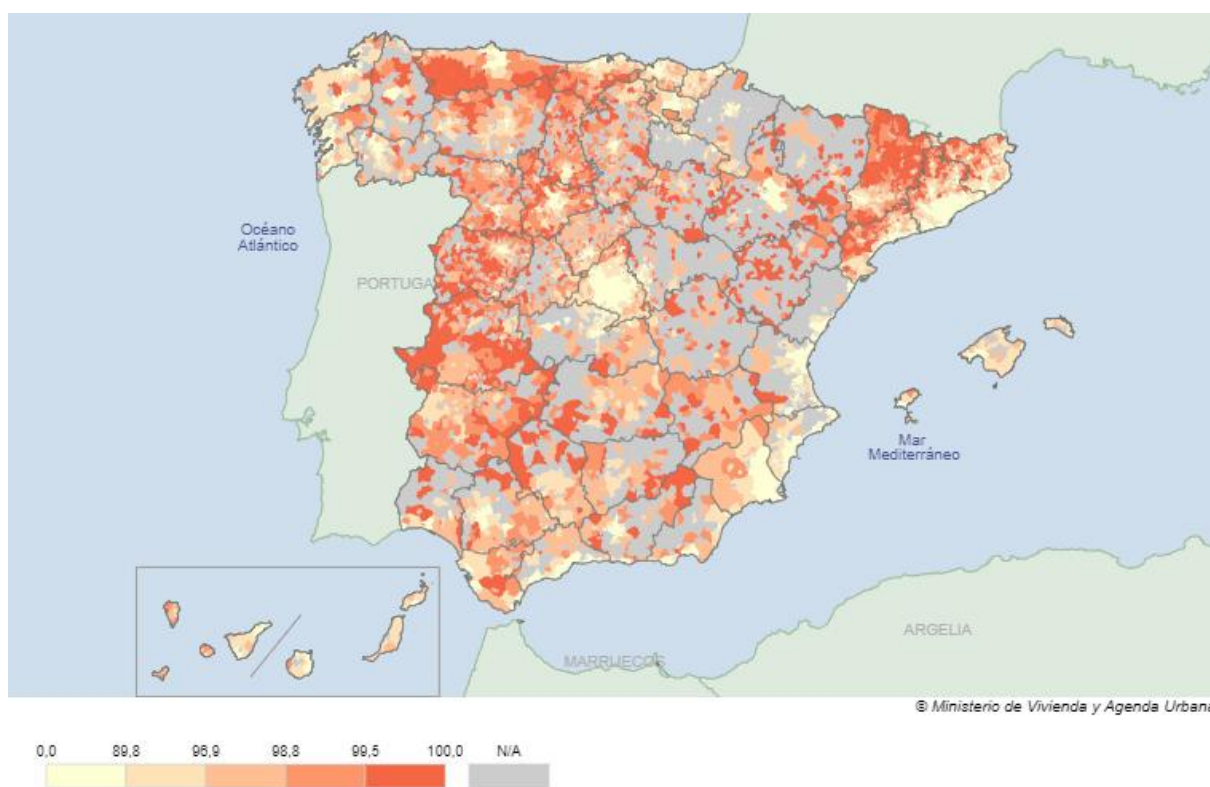 Océano
Atlántico
PORTUGA
Mar
Mediterráneo
ARGELIA
MARRUECOS
© Ministerio de Vivienda y Agenda Urbana
0,0 89,8 96,9 98,8 99,5 100,0 N/A